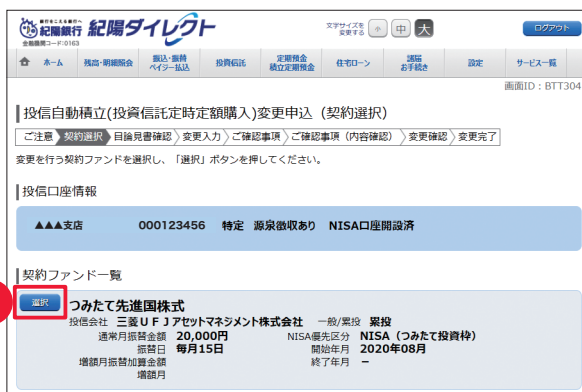 銀行をこえる銀行へ
紀陽銀行 紀陽ダイレクト
金融機関コード:0163
文字サイズを変更する 小 中 大
ログアウト
ホーム 残高・明細照会 振込・振替 ペイジー払込 投資信託 定期預金 積立定期預金 住宅ローン 諸届 お手続き 設定 サービス一覧
画面ID:BTT304
投信自動積立(投資信託定時定額購入)変更申込(契約選択)
ご注意 契約選択 目論見書確認 変更入力 ご確認事項 ご確認事項(内容確認) 変更確認 変更完了
変更を行う契約ファンドを選択し、「選択」ボタンを押してください。
投信口座情報
▲▲▲支店 000123456 特定 源泉徴収あり NISA口座開設済
契約ファンド一覧
選択 つみたて先進国株式
投信会社 三菱UFJアセットマネジメント株式会社 一般/累投 累投
通常月振替金額 20,000円 NISA優先区分 NISA(つみたて投資枠)
振替日 毎月15日 開始年月 2020年08月
増額月振替加算金額 終了年月 −
増額月